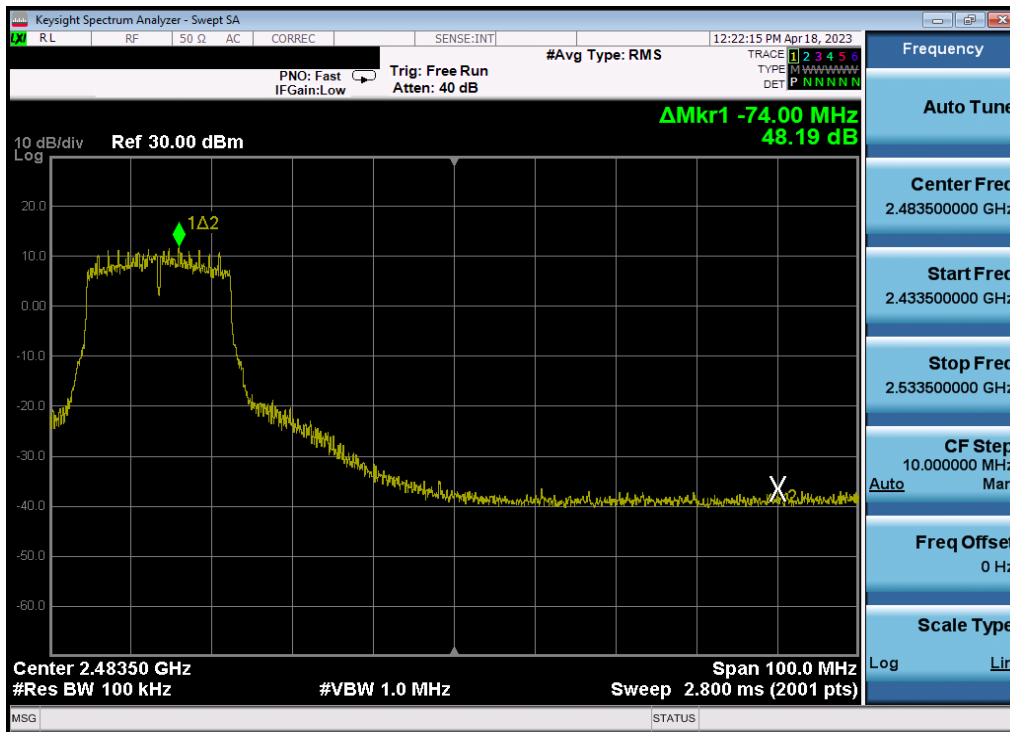 Keysight Spectrum Analyzer - Swept SA
LXI RL RF 50 Ω AC CORREC SENSE:INT 12:22:15 PM Apr 18, 2023
#Avg Type: RMS
TRACE 1 2 3 4 5 6
PNO: Fast Trig: Free Run
TYPE M WWWWW
IFGain:Low Atten: 40 dB
DET P N N N N N
ΔMkr1 -74.00 MHz
48.19 dB
10 dB/div Ref 30.00 dBm
Log
20.0
10.0
0.00
-10.0
-20.0
-30.0
-40.0
-50.0
-60.0
1Δ2
X2
Center 2.48350 GHz Span 100.0 MHz
#Res BW 100 kHz #VBW 1.0 MHz Sweep 2.800 ms (2001 pts)
MSG STATUS
Frequency
Auto Tune
Center Freq
2.483500000 GHz
Start Freq
2.433500000 GHz
Stop Freq
2.533500000 GHz
CF Step
10.000000 MHz
Auto Man
Freq Offset
0 Hz
Scale Type
Log Lin